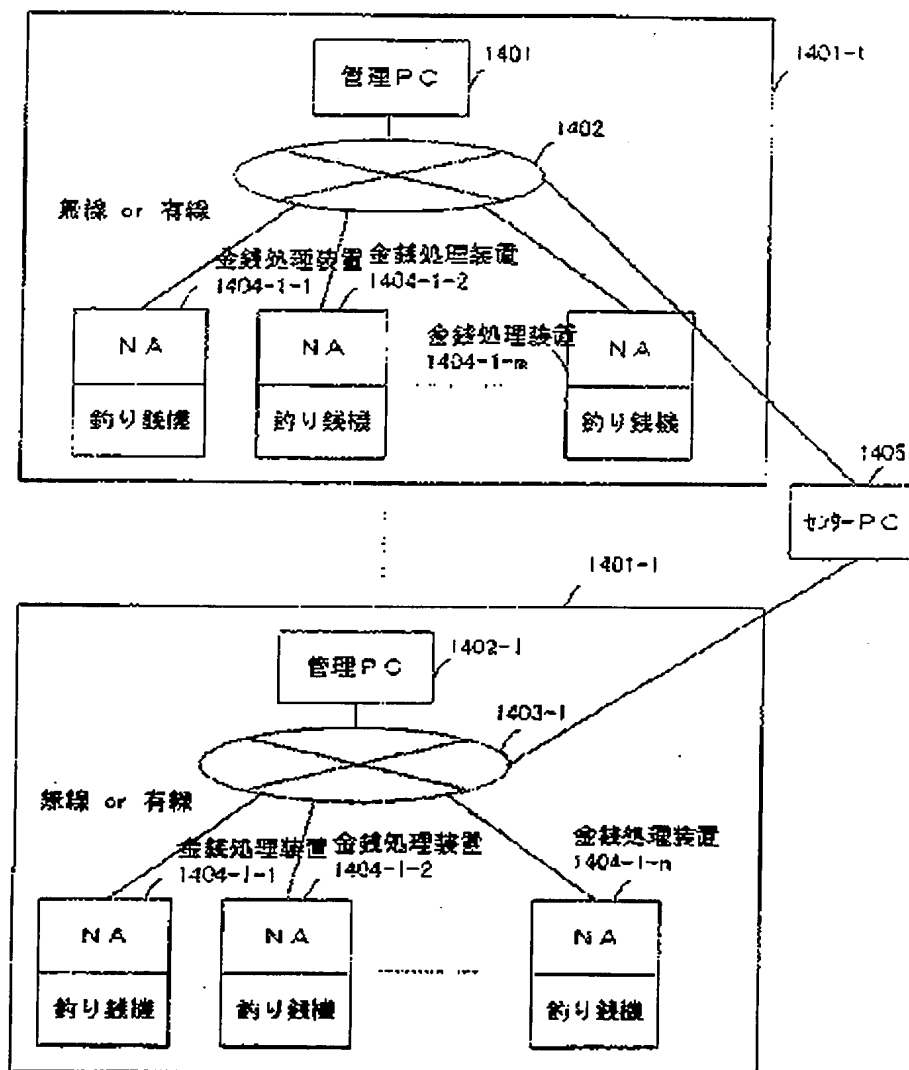 1401
1401-1
管理PC
1402
無線 or 有線
金銭処理装置
1404-1-1
金銭処理装置
1404-1-2
金銭処理装置
1404-1-m
NA
NA
NA
釣り銭機
釣り銭機
釣り銭機
1405
センターPC
1401-l
1402-l
管理PC
1403-l
無線 or 有線
金銭処理装置
1404-l-1
金銭処理装置
1404-l-2
金銭処理装置
1404-l-n
NA
NA
NA
釣り銭機
釣り銭機
釣り銭機